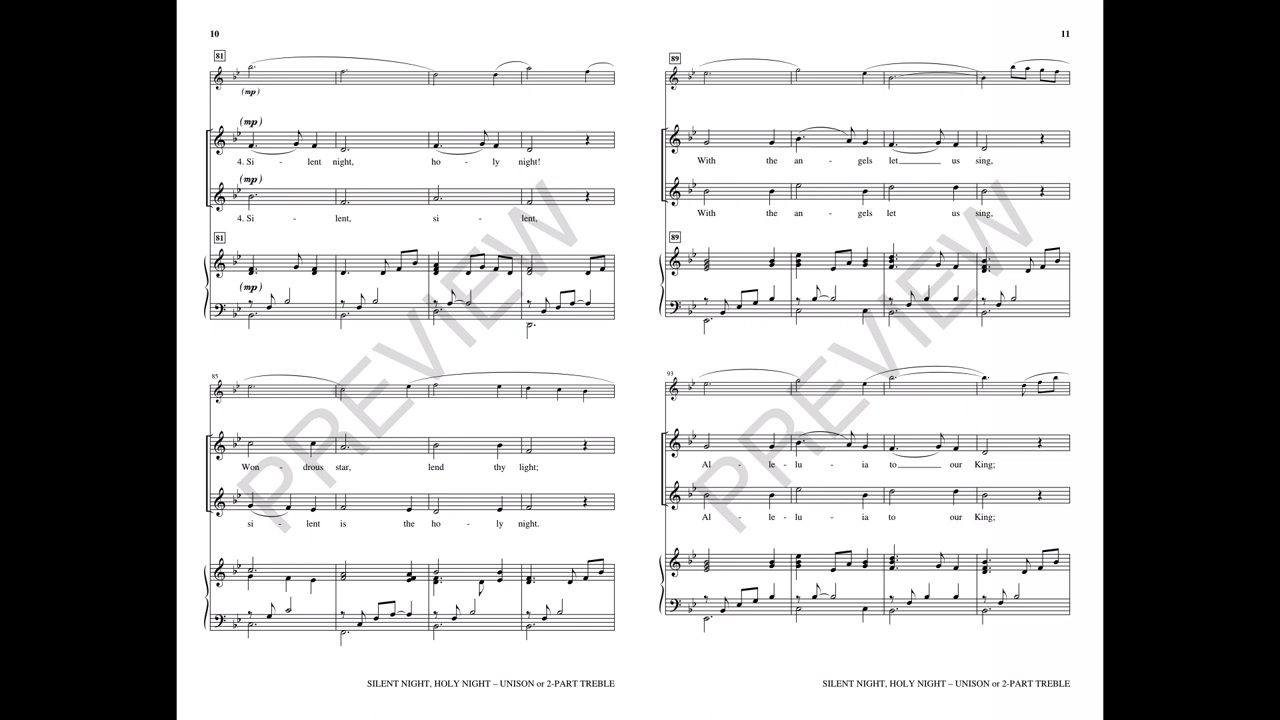 10
81
(mp)
(mp)
4. Si - lent night, ho - ly night!
(mp)
4. Si - lent, si - lent,
81
(mp)
85
Won - drous star, lend thy light;
si - lent is the ho - ly night.
SILENT NIGHT, HOLY NIGHT – UNISON or 2-PART TREBLE
11
89
With the an - gels let us sing,
With the an - gels let us sing,
89
93
Al - le - lu - ia to our King;
Al - le - lu - ia to our King;
SILENT NIGHT, HOLY NIGHT – UNISON or 2-PART TREBLE
PREVIEW
PREVIEW